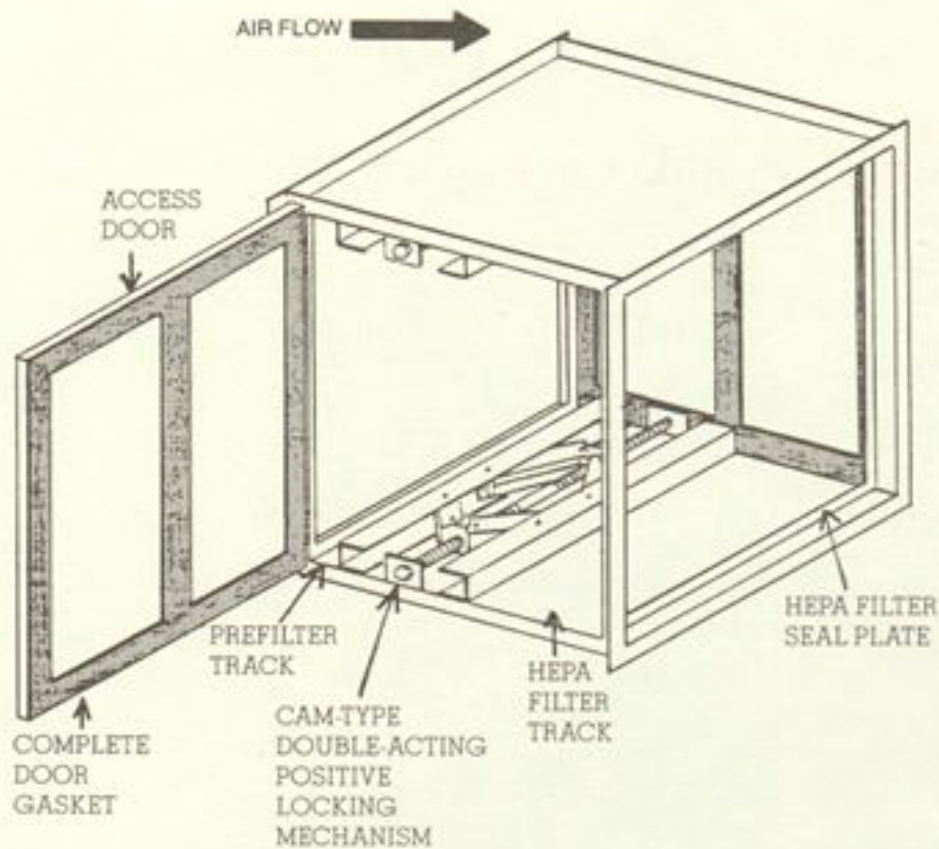 AIR FLOW
ACCESS
DOOR
PREFILTER
TRACK
HEPA
FILTER
TRACK
HEPA FILTER
SEAL PLATE
COMPLETE
DOOR
GASKET
CAM-TYPE
DOUBLE-ACTING
POSITIVE
LOCKING
MECHANISM